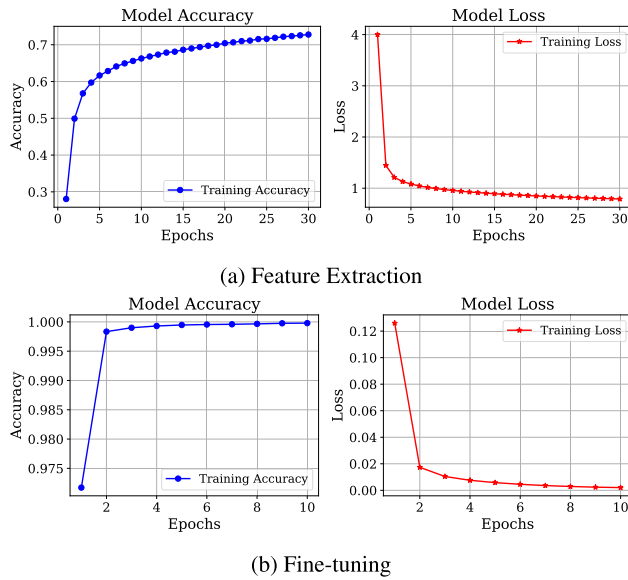 Model Accuracy
0.7
0.6
0.5
0.4
0.3
Accuracy
Training Accuracy
0 5 10 15 20 25 30
Epochs
Model Loss
4
3
2
1
Loss
Training Loss
0 5 10 15 20 25 30
Epochs
(a) Feature Extraction
Model Accuracy
1.000
0.995
0.990
0.985
0.980
0.975
Accuracy
Training Accuracy
2 4 6 8 10
Epochs
Model Loss
0.12
0.10
0.08
0.06
0.04
0.02
0.00
Loss
Training Loss
2 4 6 8 10
Epochs
(b) Fine-tuning